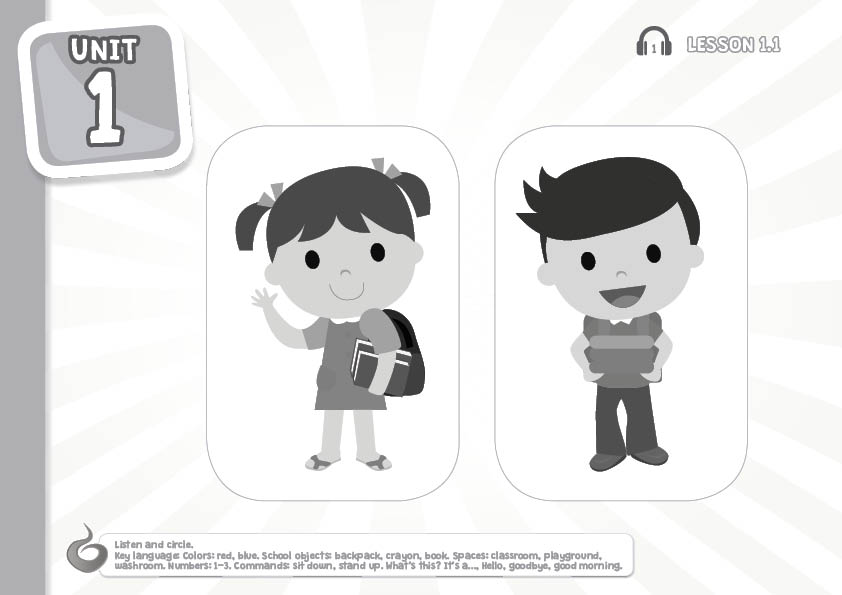 UNIT
1
1
LESSON 1.1
Listen and circle.
Key language: Colors: red, blue. School objects: backpack, crayon, book. Spaces: classroom, playground,
washroom. Numbers: 1-3. Commands: sit down, stand up. What's this? It's a..., Hello, goodbye, good morning.